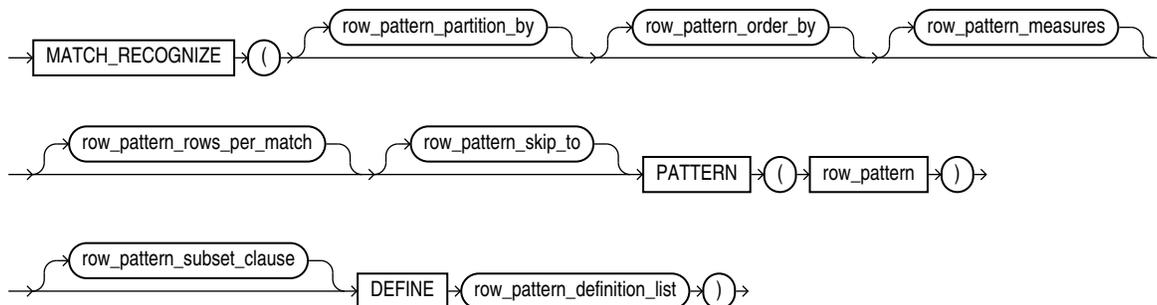 row_pattern_partition_by row_pattern_order_by row_pattern_measures
MATCH_RECOGNIZE (
row_pattern_rows_per_match row_pattern_skip_to
PATTERN ( row_pattern )
row_pattern_subset_clause
DEFINE row_pattern_definition_list )